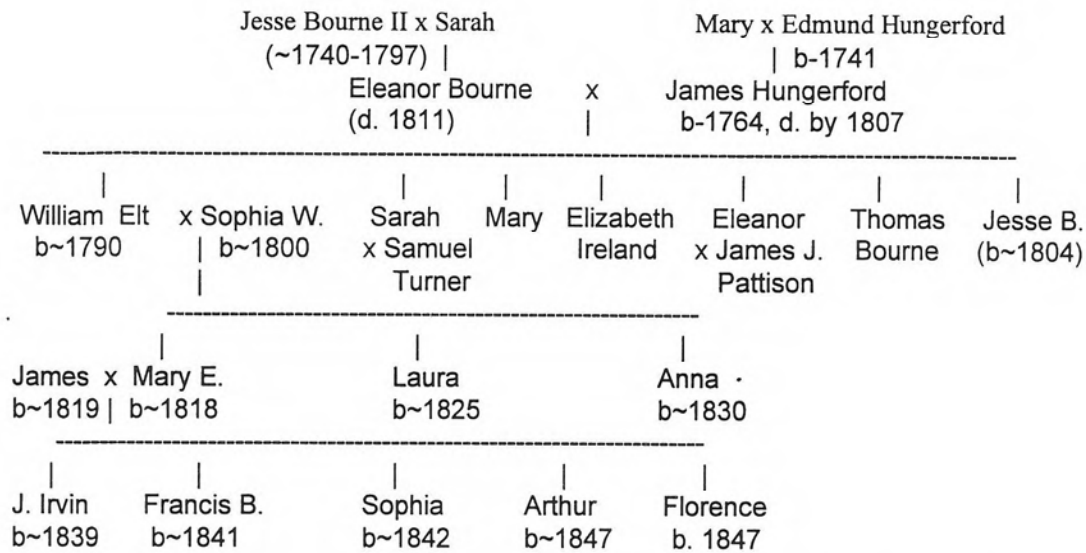 Jesse Bourne II x Sarah Mary x Edmund Hungerford
(~1740-1797) | | b-1741
Eleanor Bourne x James Hungerford
(d. 1811) | b-1764, d. by 1807
| | | | | | |
William Elt x Sophia W. Sarah Mary Elizabeth Eleanor Thomas Jesse B.
b~1790 | b~1800 x Samuel Ireland x James J. Bourne (b~1804)
| Turner Pattison
| | |
James x Mary E. Laura Anna
b~1819 | b~1818 b~1825 b~1830
| | | | |
J. Irvin Francis B. Sophia Arthur Florence
b~1839 b~1841 b~1842 b~1847 b. 1847